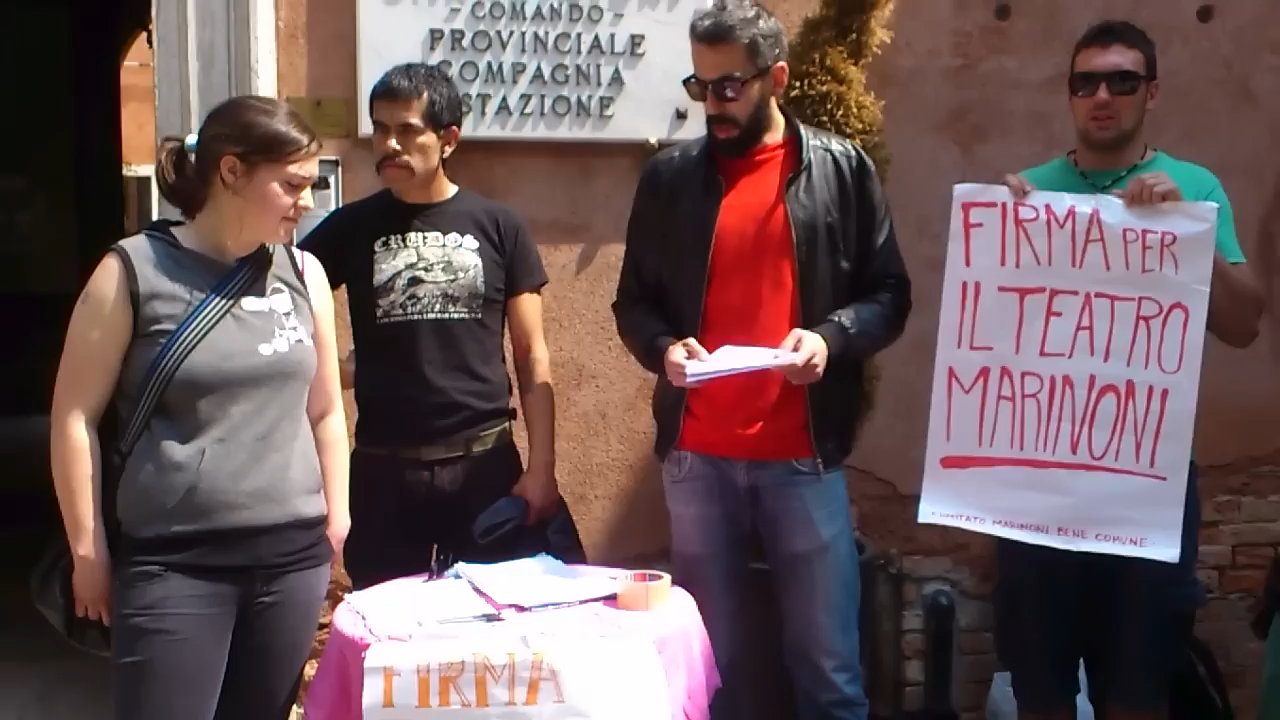 - COMANDO -
PROVINCIALE
COMPAGNIA
STAZIONE
CRUDOS
FIRMA PER
IL TEATRO
MARINONI
COMITATO MARINONI BENE COMUNE
FIRMA